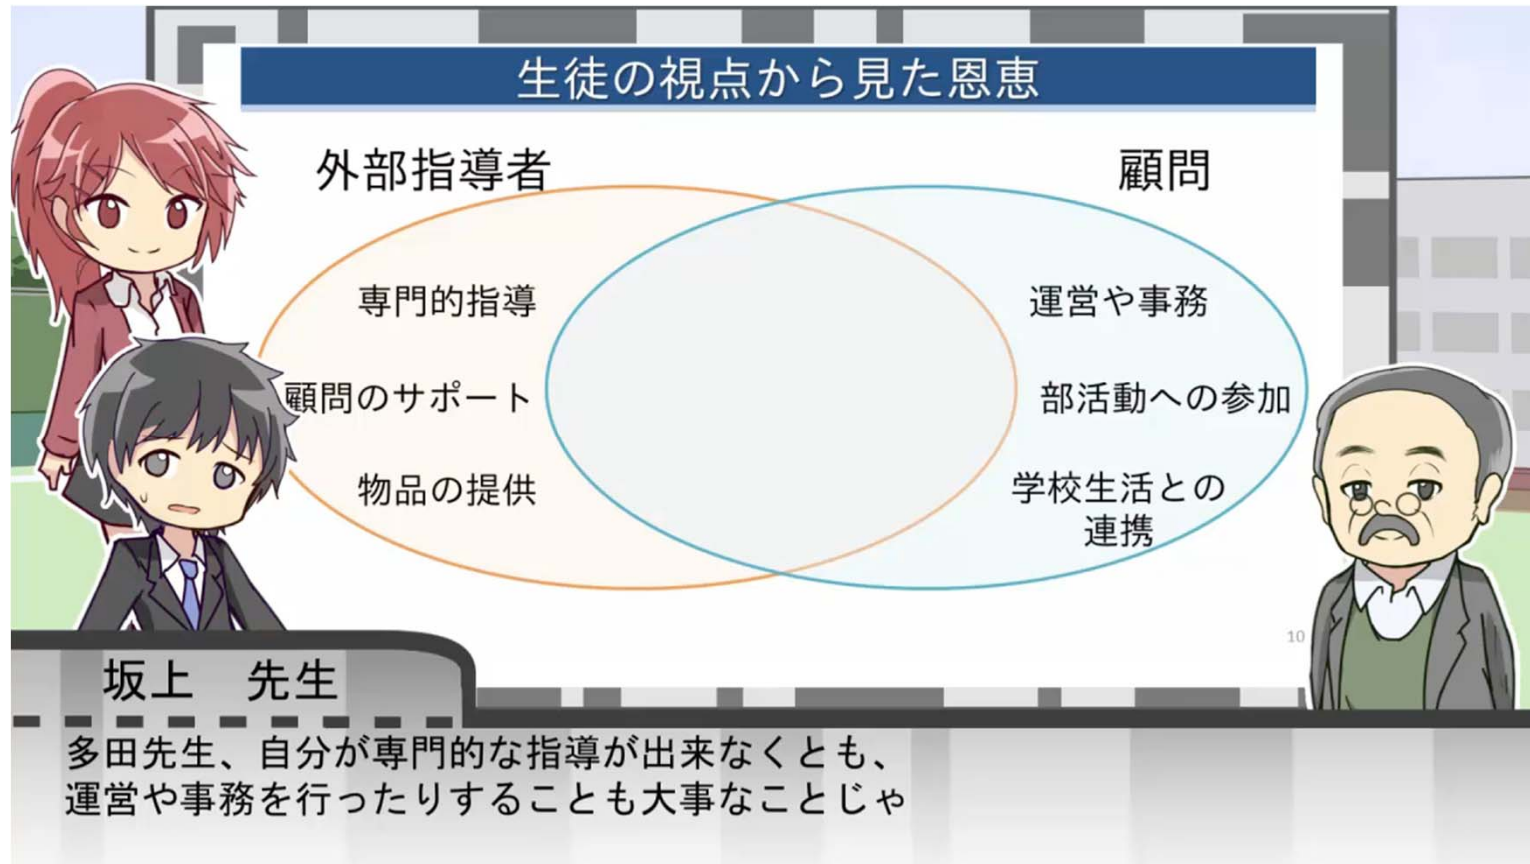 生徒の視点から見た恩恵
外部指導者
顧問
専門的指導
運営や事務
顧問のサポート
部活動への参加
物品の提供
学校生活との
連携
10
坂上　先生
多田先生、自分が専門的な指導が出来なくとも、
運営や事務を行ったりすることも大事なことじゃ